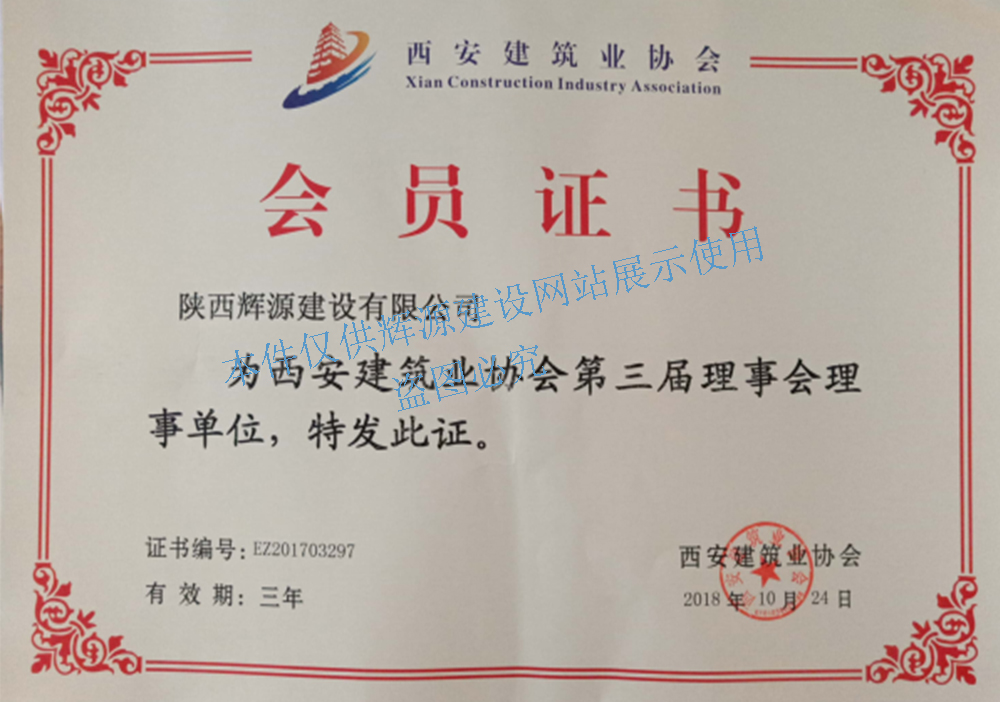 西安建筑业协会
Xian Construction Industry Association
会员证书
陕西辉源建设有限公司
为西安建筑业协会第三届理事会理
事单位，特发此证。
本件仅供辉源建设网站展示使用
盗图必究
证书编号：EZ201703297
有效期：三年
西安建筑业协会
2018年10月24日